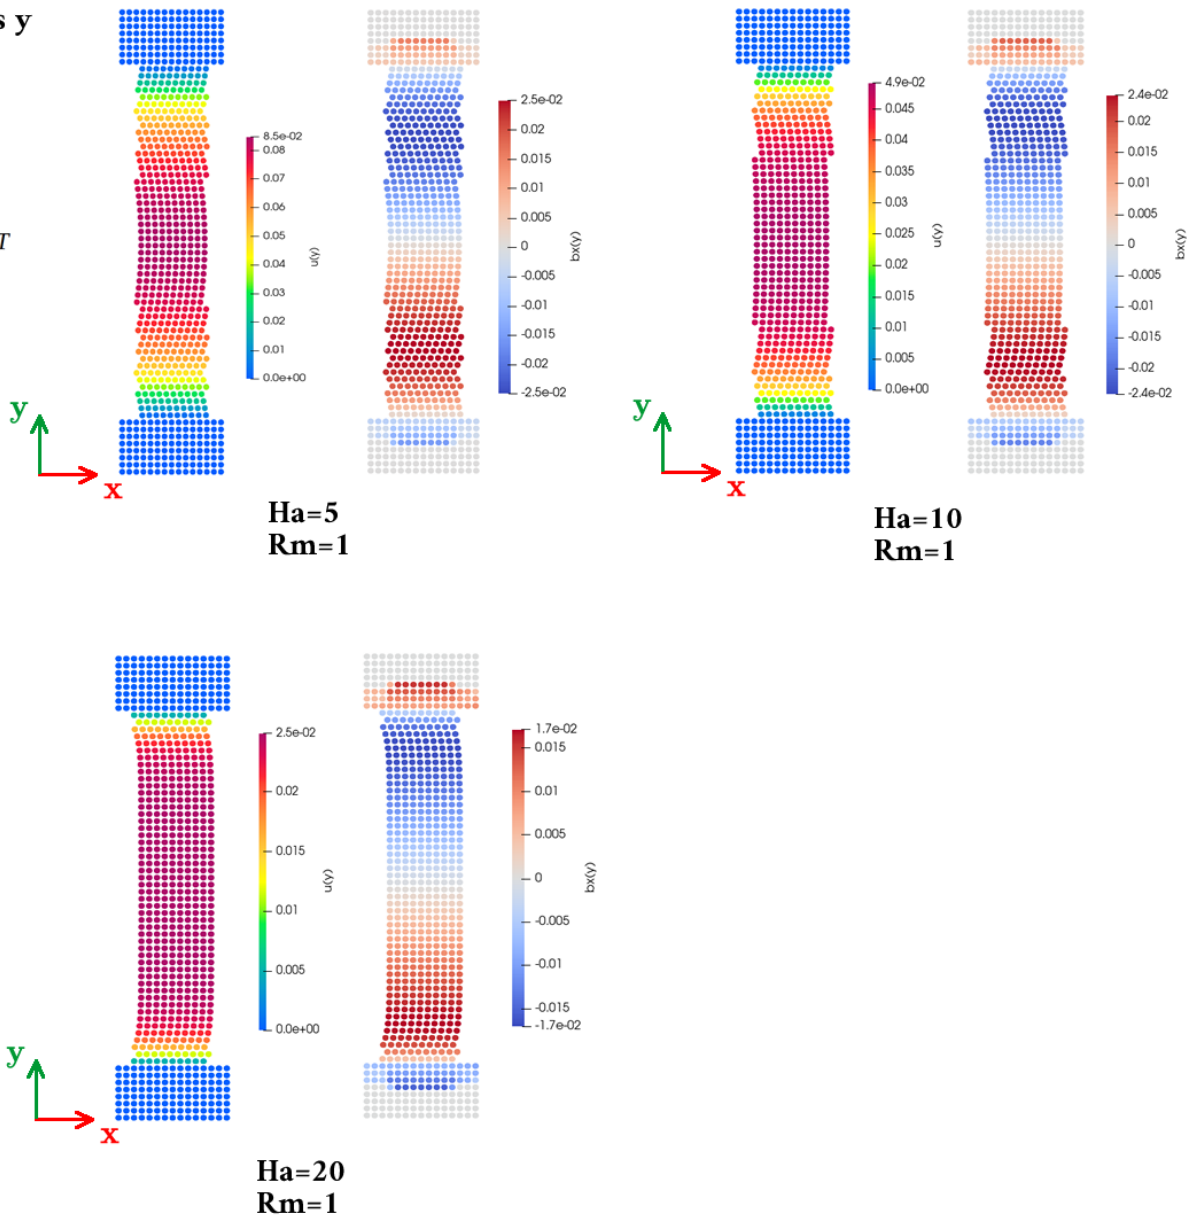 s y
T
8.5e-02
0.08
0.07
0.06
0.05
0.04
0.03
0.02
0.01
0.0e+00
u(y)
2.5e-02
0.02
0.015
0.01
0.005
0
-0.005
-0.01
-0.015
-0.02
-2.5e-02
bx(y)
y
x
Ha=5
Rm=1
4.9e-02
0.045
0.04
0.035
0.03
0.025
0.02
0.015
0.01
0.005
0.0e+00
u(y)
2.4e-02
0.02
0.015
0.01
0.005
0
-0.005
-0.01
-0.015
-0.02
-2.4e-02
bx(y)
y
x
Ha=10
Rm=1
2.5e-02
0.02
0.015
0.01
0.005
0.0e+00
u(y)
1.7e-02
0.015
0.01
0.005
0
-0.005
-0.01
-0.015
-1.7e-02
bx(y)
y
x
Ha=20
Rm=1